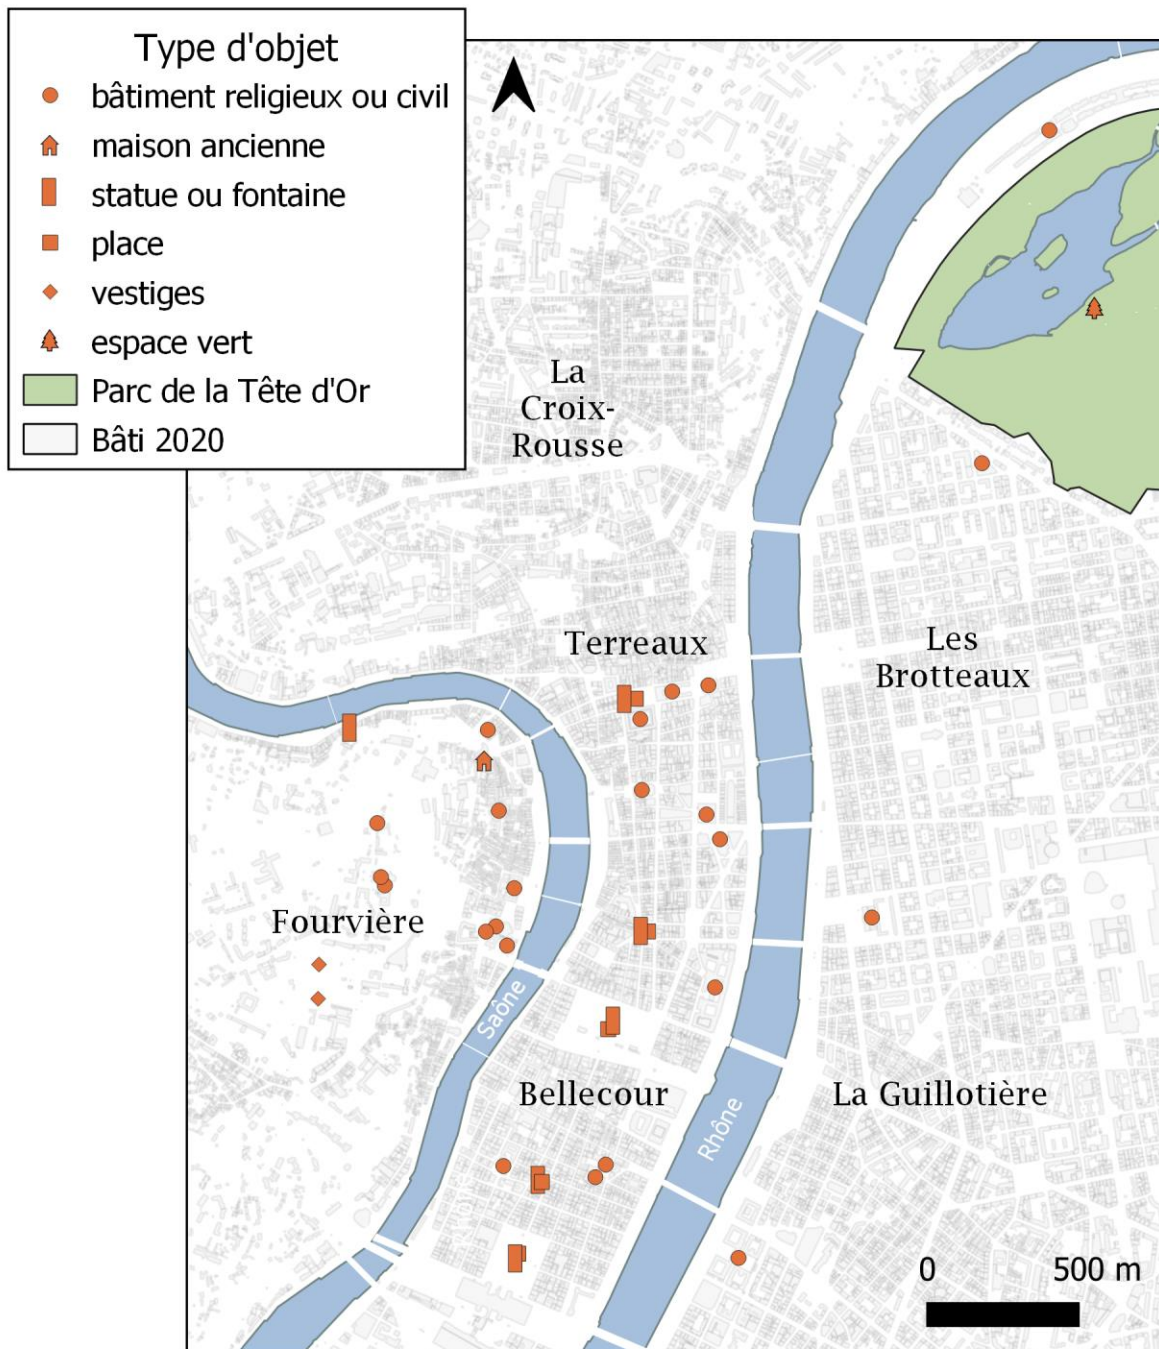 Type d'objet
bâtiment religieux ou civil
maison ancienne
statue ou fontaine
place
vestiges
espace vert
Parc de la Tête d'Or
Bâti 2020
La
Croix-
Rousse
Terreaux
Les
Brotteaux
Fourvière
Saône
Bellecour
La Guillotière
Rhône
0 500 m